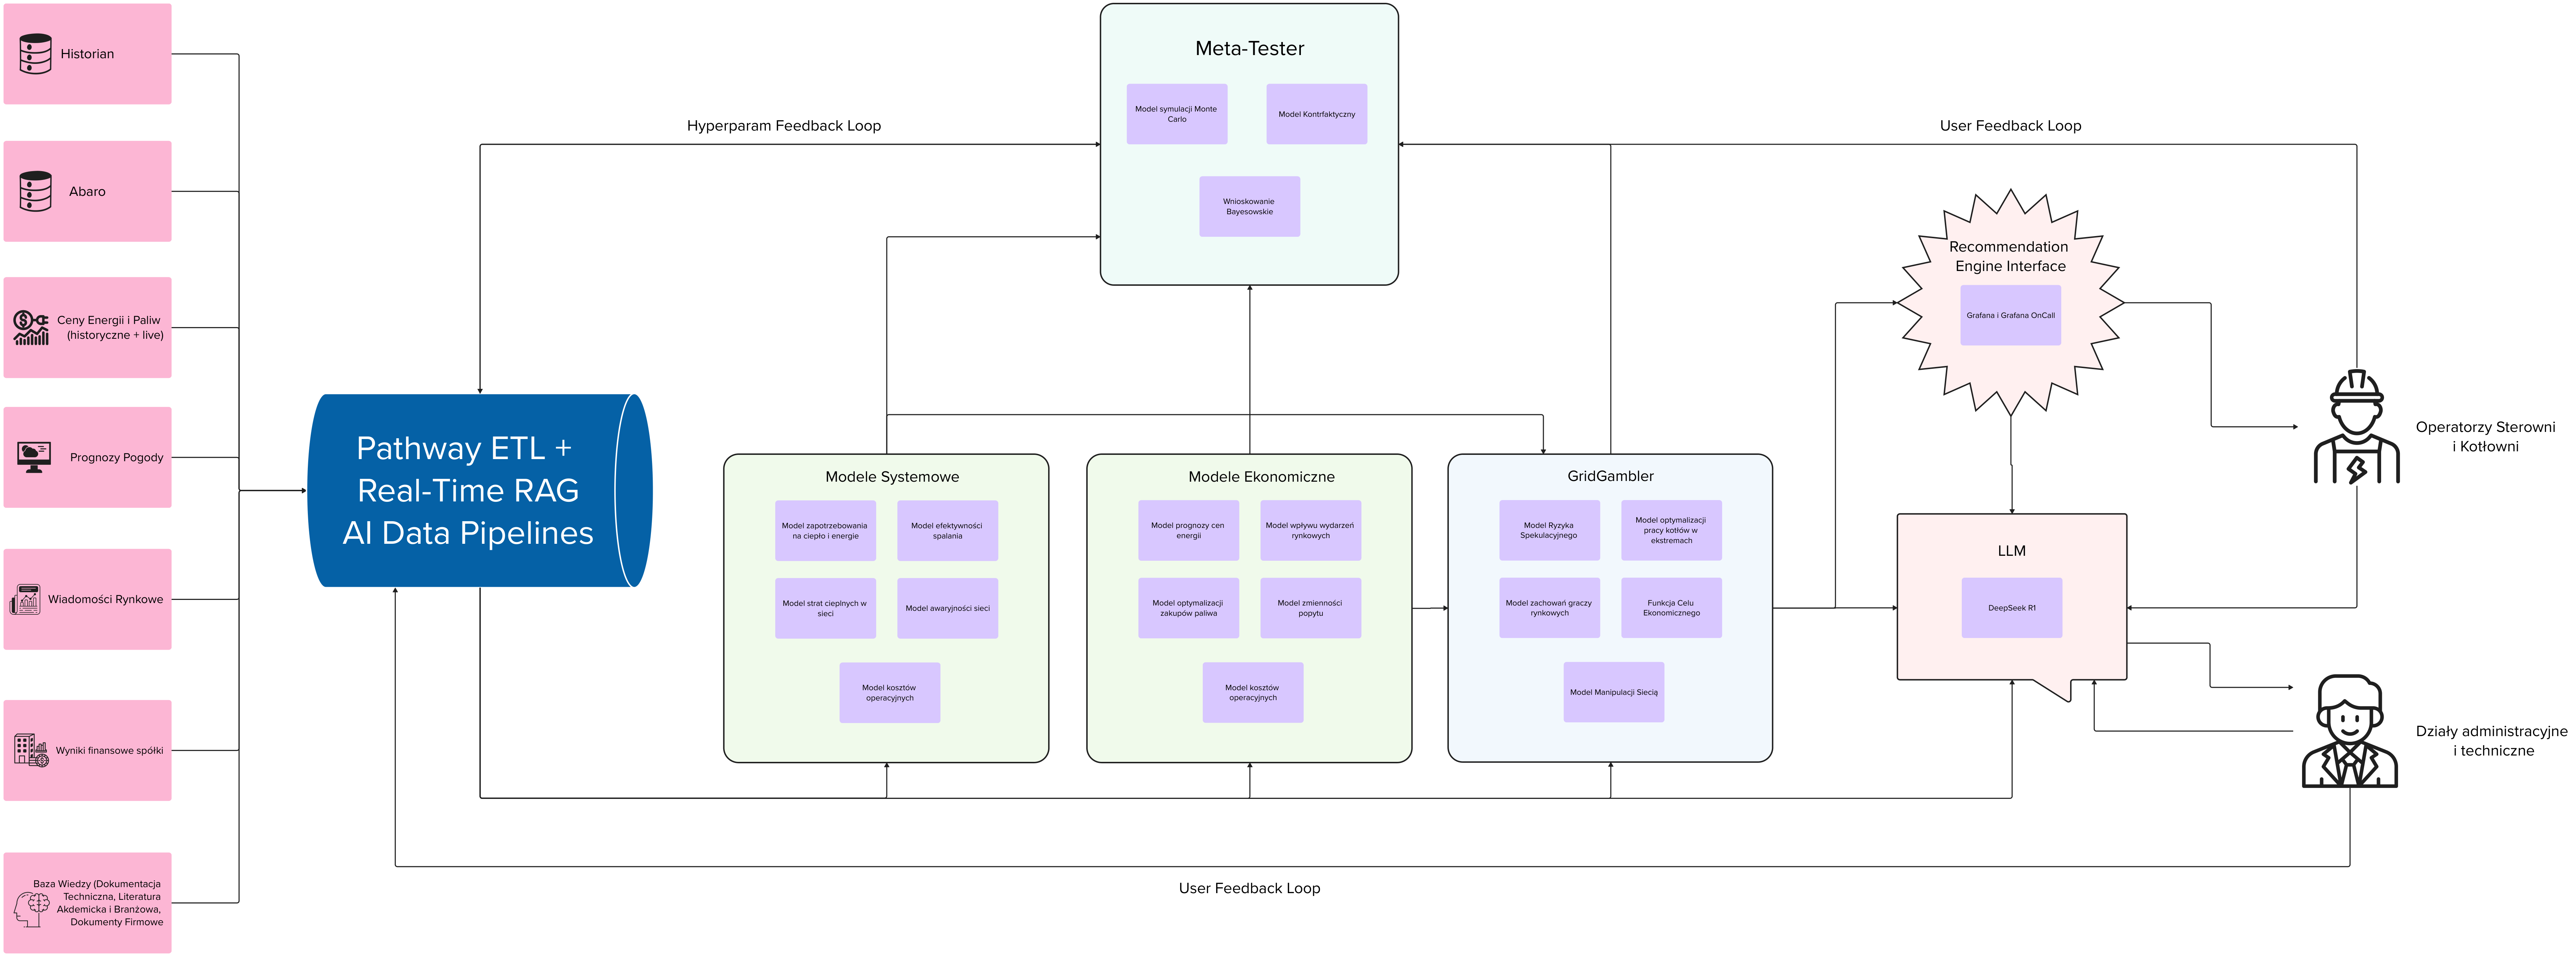 Historian
Abaro
Ceny Energii i Paliw
(historyczne + live)
Prognozy Pogody
Wiadomości Rynkowe
Wyniki finansowe spółki
Baza Wiedzy (Dokumentacja
Techniczna, Literatura
Akdemicka i Branżowa,
Dokumenty Firmowe
Pathway ETL +
Real-Time RAG
AI Data Pipelines
Hyperparam Feedback Loop
Meta-Tester
Model symulacji Monte
Carlo
Model Kontrfaktyczny
Wnioskowanie
Bayesowskie
User Feedback Loop
Modele Systemowe
Model zapotrzebowania
na ciepło i energie
Model efektywności
spalania
Model strat cieplnych w
sieci
Model awaryjności sieci
Model kosztów
operacyjnych
Modele Ekonomiczne
Model prognozy cen
energii
Model wpływu wydarzeń
rynkowych
Model optymalizacji
zakupów paliwa
Model zmienności
popytu
Model kosztów
operacyjnych
GridGambler
Model Ryzyka
Spekulacyjnego
Model optymalizacji
pracy kotłów w
ekstremach
Model zachowań graczy
rynkowych
Funkcja Celu
Ekonomicznego
Model Manipulacji Siecią
Recommendation
Engine Interface
Grafana i Grafana OnCall
LLM
DeepSeek R1
Operatorzy Sterowni
i Kotłowni
Działy administracyjne
i techniczne
User Feedback Loop